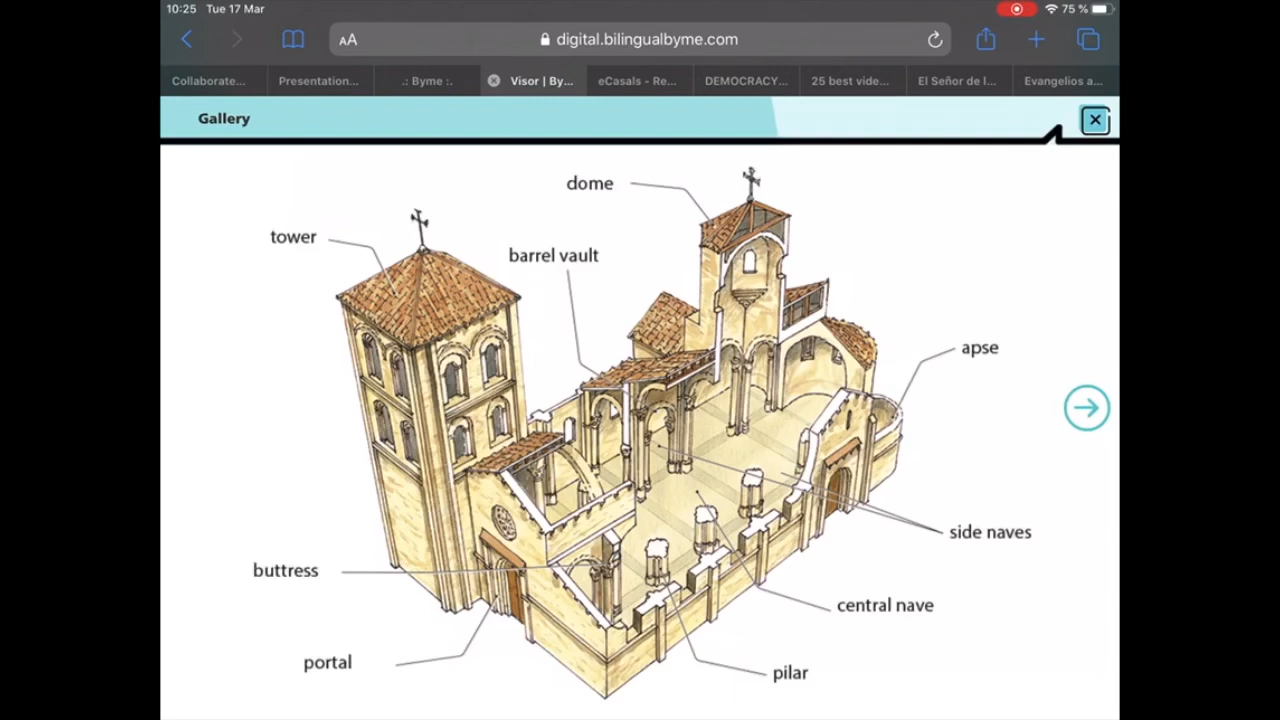 10:25 Tue 17 Mar
75 %
AA
digital.bilingualbyme.com
Collaborate...
Presentation...
.: Byme :.
Visor | By...
eCasals - Re...
DEMOCRACY...
25 best vide...
El Señor de l...
Evangelios a...
Gallery
dome
tower
barrel vault
apse
side naves
buttress
central nave
portal
pilar